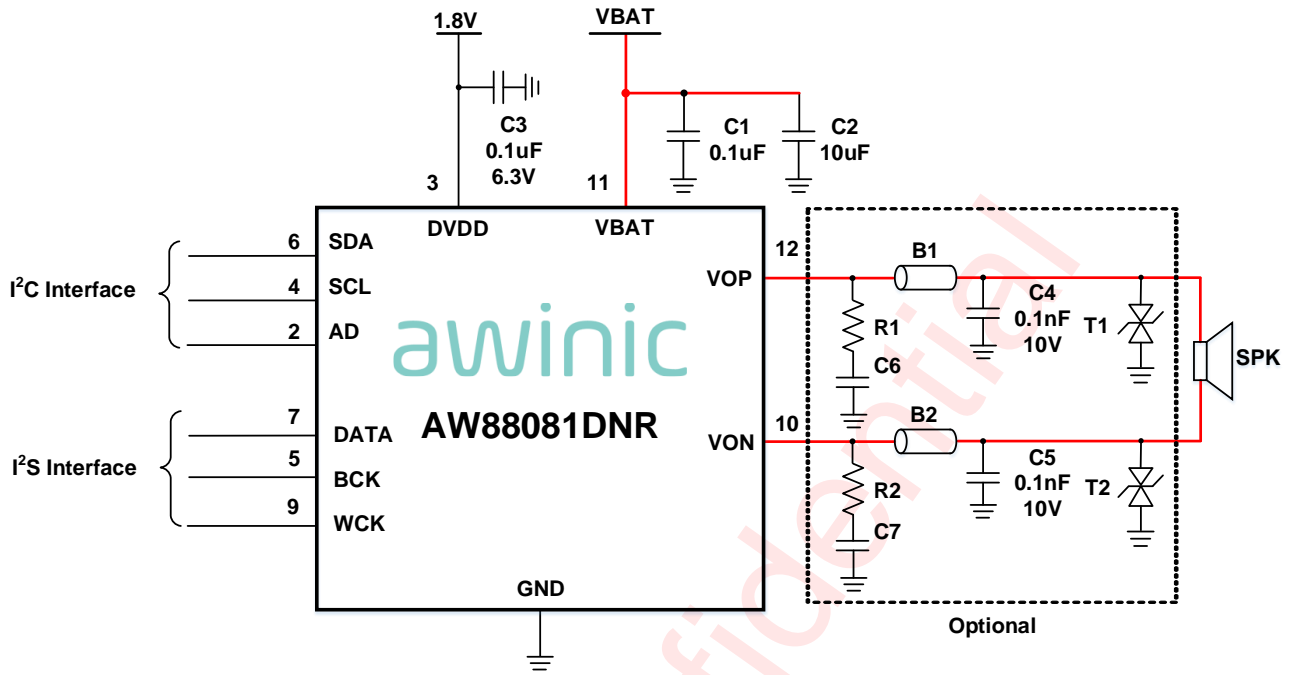 1.8V
VBAT
C3
0.1uF
6.3V
C1
0.1uF
C2
10uF
3
11
DVDD
VBAT
I²C Interface
6
SDA
4
SCL
2
AD
I²S Interface
7
DATA
5
BCK
9
WCK
awinic
AW88081DNR
GND
12
VOP
10
VON
B1
R1
C6
C4
0.1nF
10V
T1
B2
R2
C7
C5
0.1nF
10V
T2
SPK
Optional
fidential